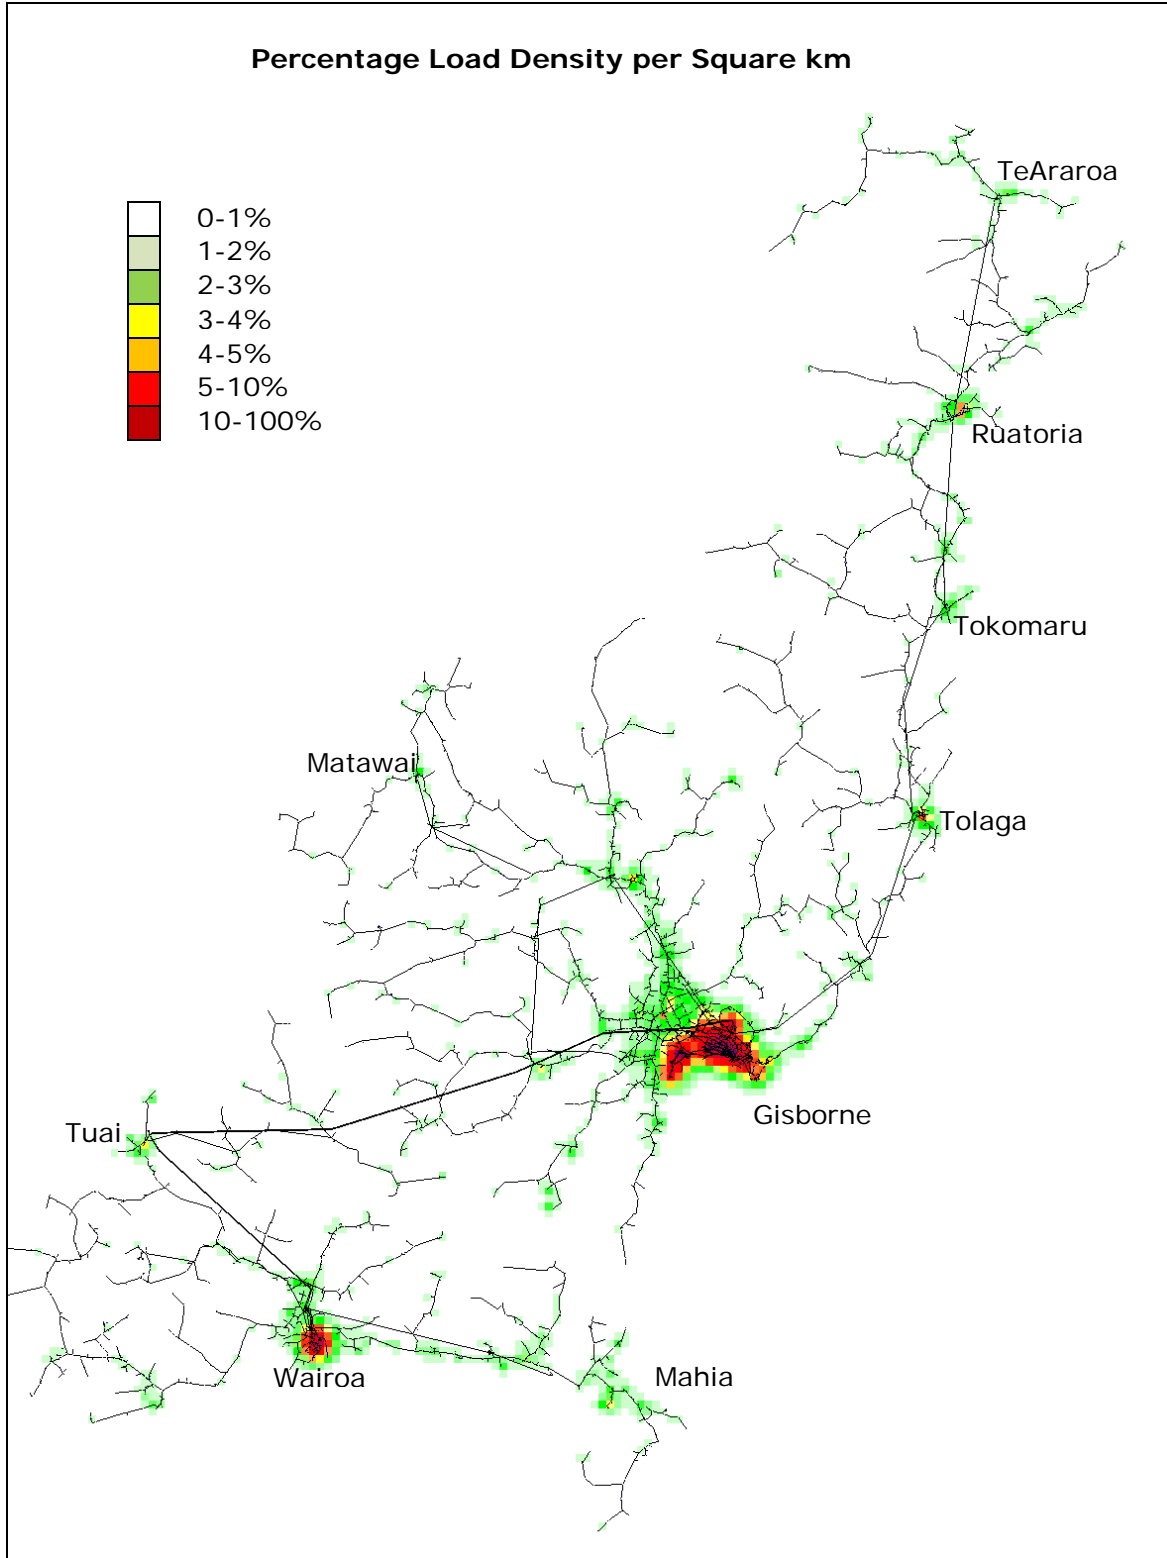 Percentage Load Density per Square km
TeAraroa
0-1%
1-2%
2-3%
3-4%
4-5%
5-10%
10-100%
Ruatoria
Tokomaru
Matawai
Tolaga
Gisborne
Tuai
Wairoa
Mahia